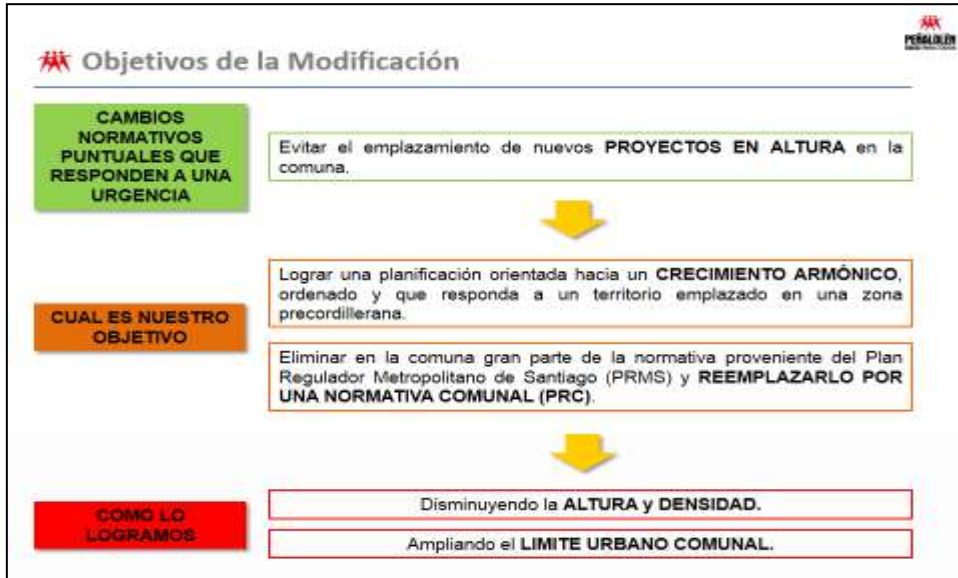 PEÑALOLÉN
Objetivos de la Modificación
CAMBIOS
NORMATIVOS
PUNTUALES QUE
RESPONDEN A UNA
URGENCIA
Evitar el emplazamiento de nuevos PROYECTOS EN ALTURA en la
comuna.
CUAL ES NUESTRO
OBJETIVO
Lograr una planificación orientada hacia un CRECIMIENTO ARMÓNICO,
ordenado y que responda a un territorio emplazado en una zona
precordillerana.
Eliminar en la comuna gran parte de la normativa proveniente del Plan
Regulador Metropolitano de Santiago (PRMS) y REEMPLAZARLO POR
UNA NORMATIVA COMUNAL (PRC).
COMO LO
LOGRAMOS
Disminuyendo la ALTURA y DENSIDAD.
Ampliando el LIMITE URBANO COMUNAL.